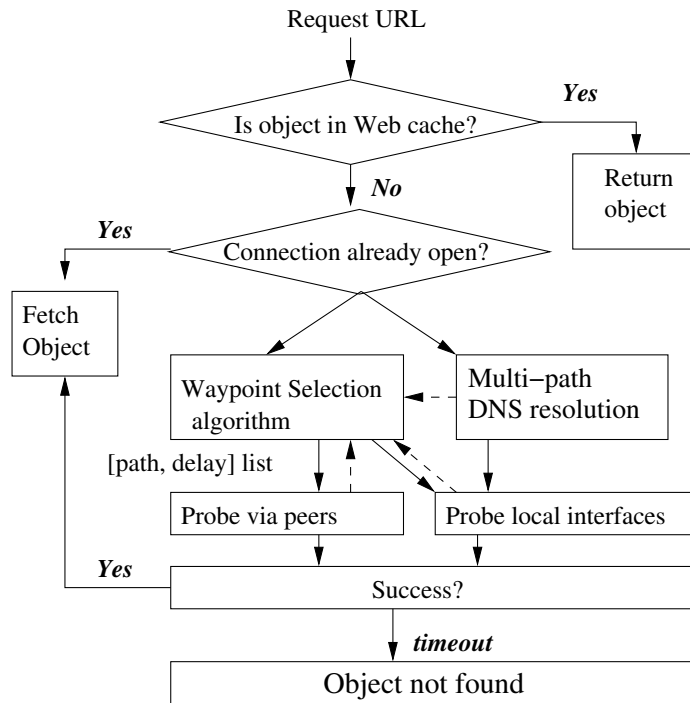 Request URL
Is object in Web cache?
Yes
Return
object
No
Yes
Connection already open?
Fetch
Object
Waypoint Selection
algorithm
Multi−path
DNS resolution
[path, delay] list
Probe via peers
Probe local interfaces
Yes
Success?
timeout
Object not found